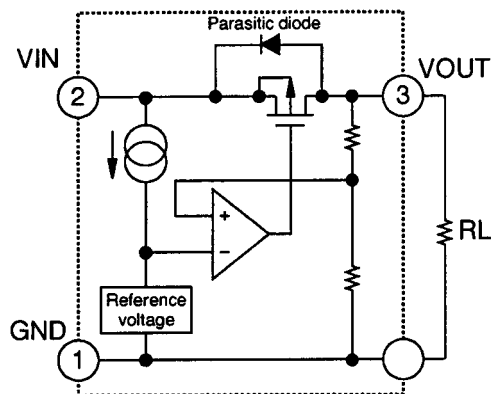 Parasitic diode
VIN
VOUT
2
3
+
−
RL
Reference
voltage
GND
1